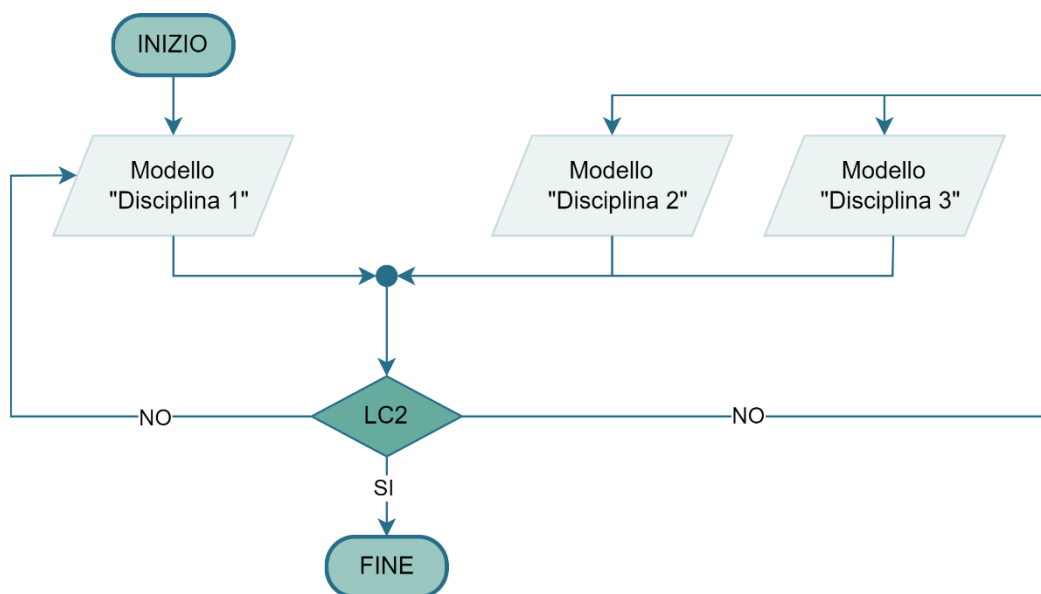 INIZIO
Modello
"Disciplina 1"
Modello
"Disciplina 2"
Modello
"Disciplina 3"
NO
LC2
NO
SI
FINE